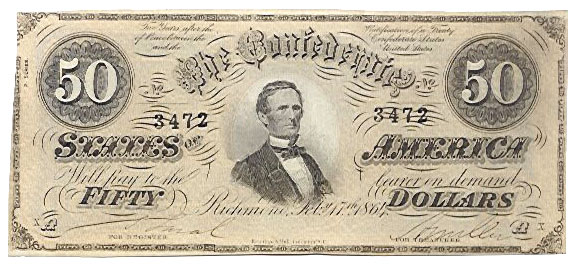 Two Years after the Ratification of a Treaty
of Peace between the Confederate States
and the United States
50 The Confederate 50
3472 3472
STATES OF AMERICA
Will pay to the bearer on demand
FIFTY DOLLARS
Richmond, Feby 17th 1864
A A X
FOR REGISTER FOR TREASURER